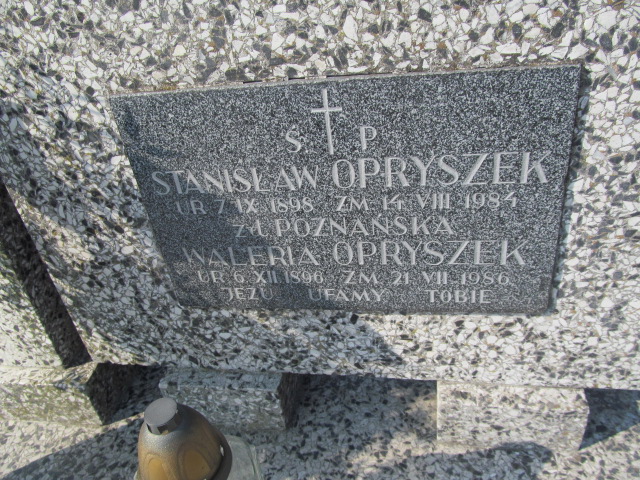 Ś P
STANISŁAW OPRYSZEK
UR 7 IX 1898 ZM 14 VIII 1984
Z POZNAŃSKA
WALERIA OPRYSZEK
UR 6 XII 1896 ZM 21 VII 1986
JEZU UFAMY TOBIE